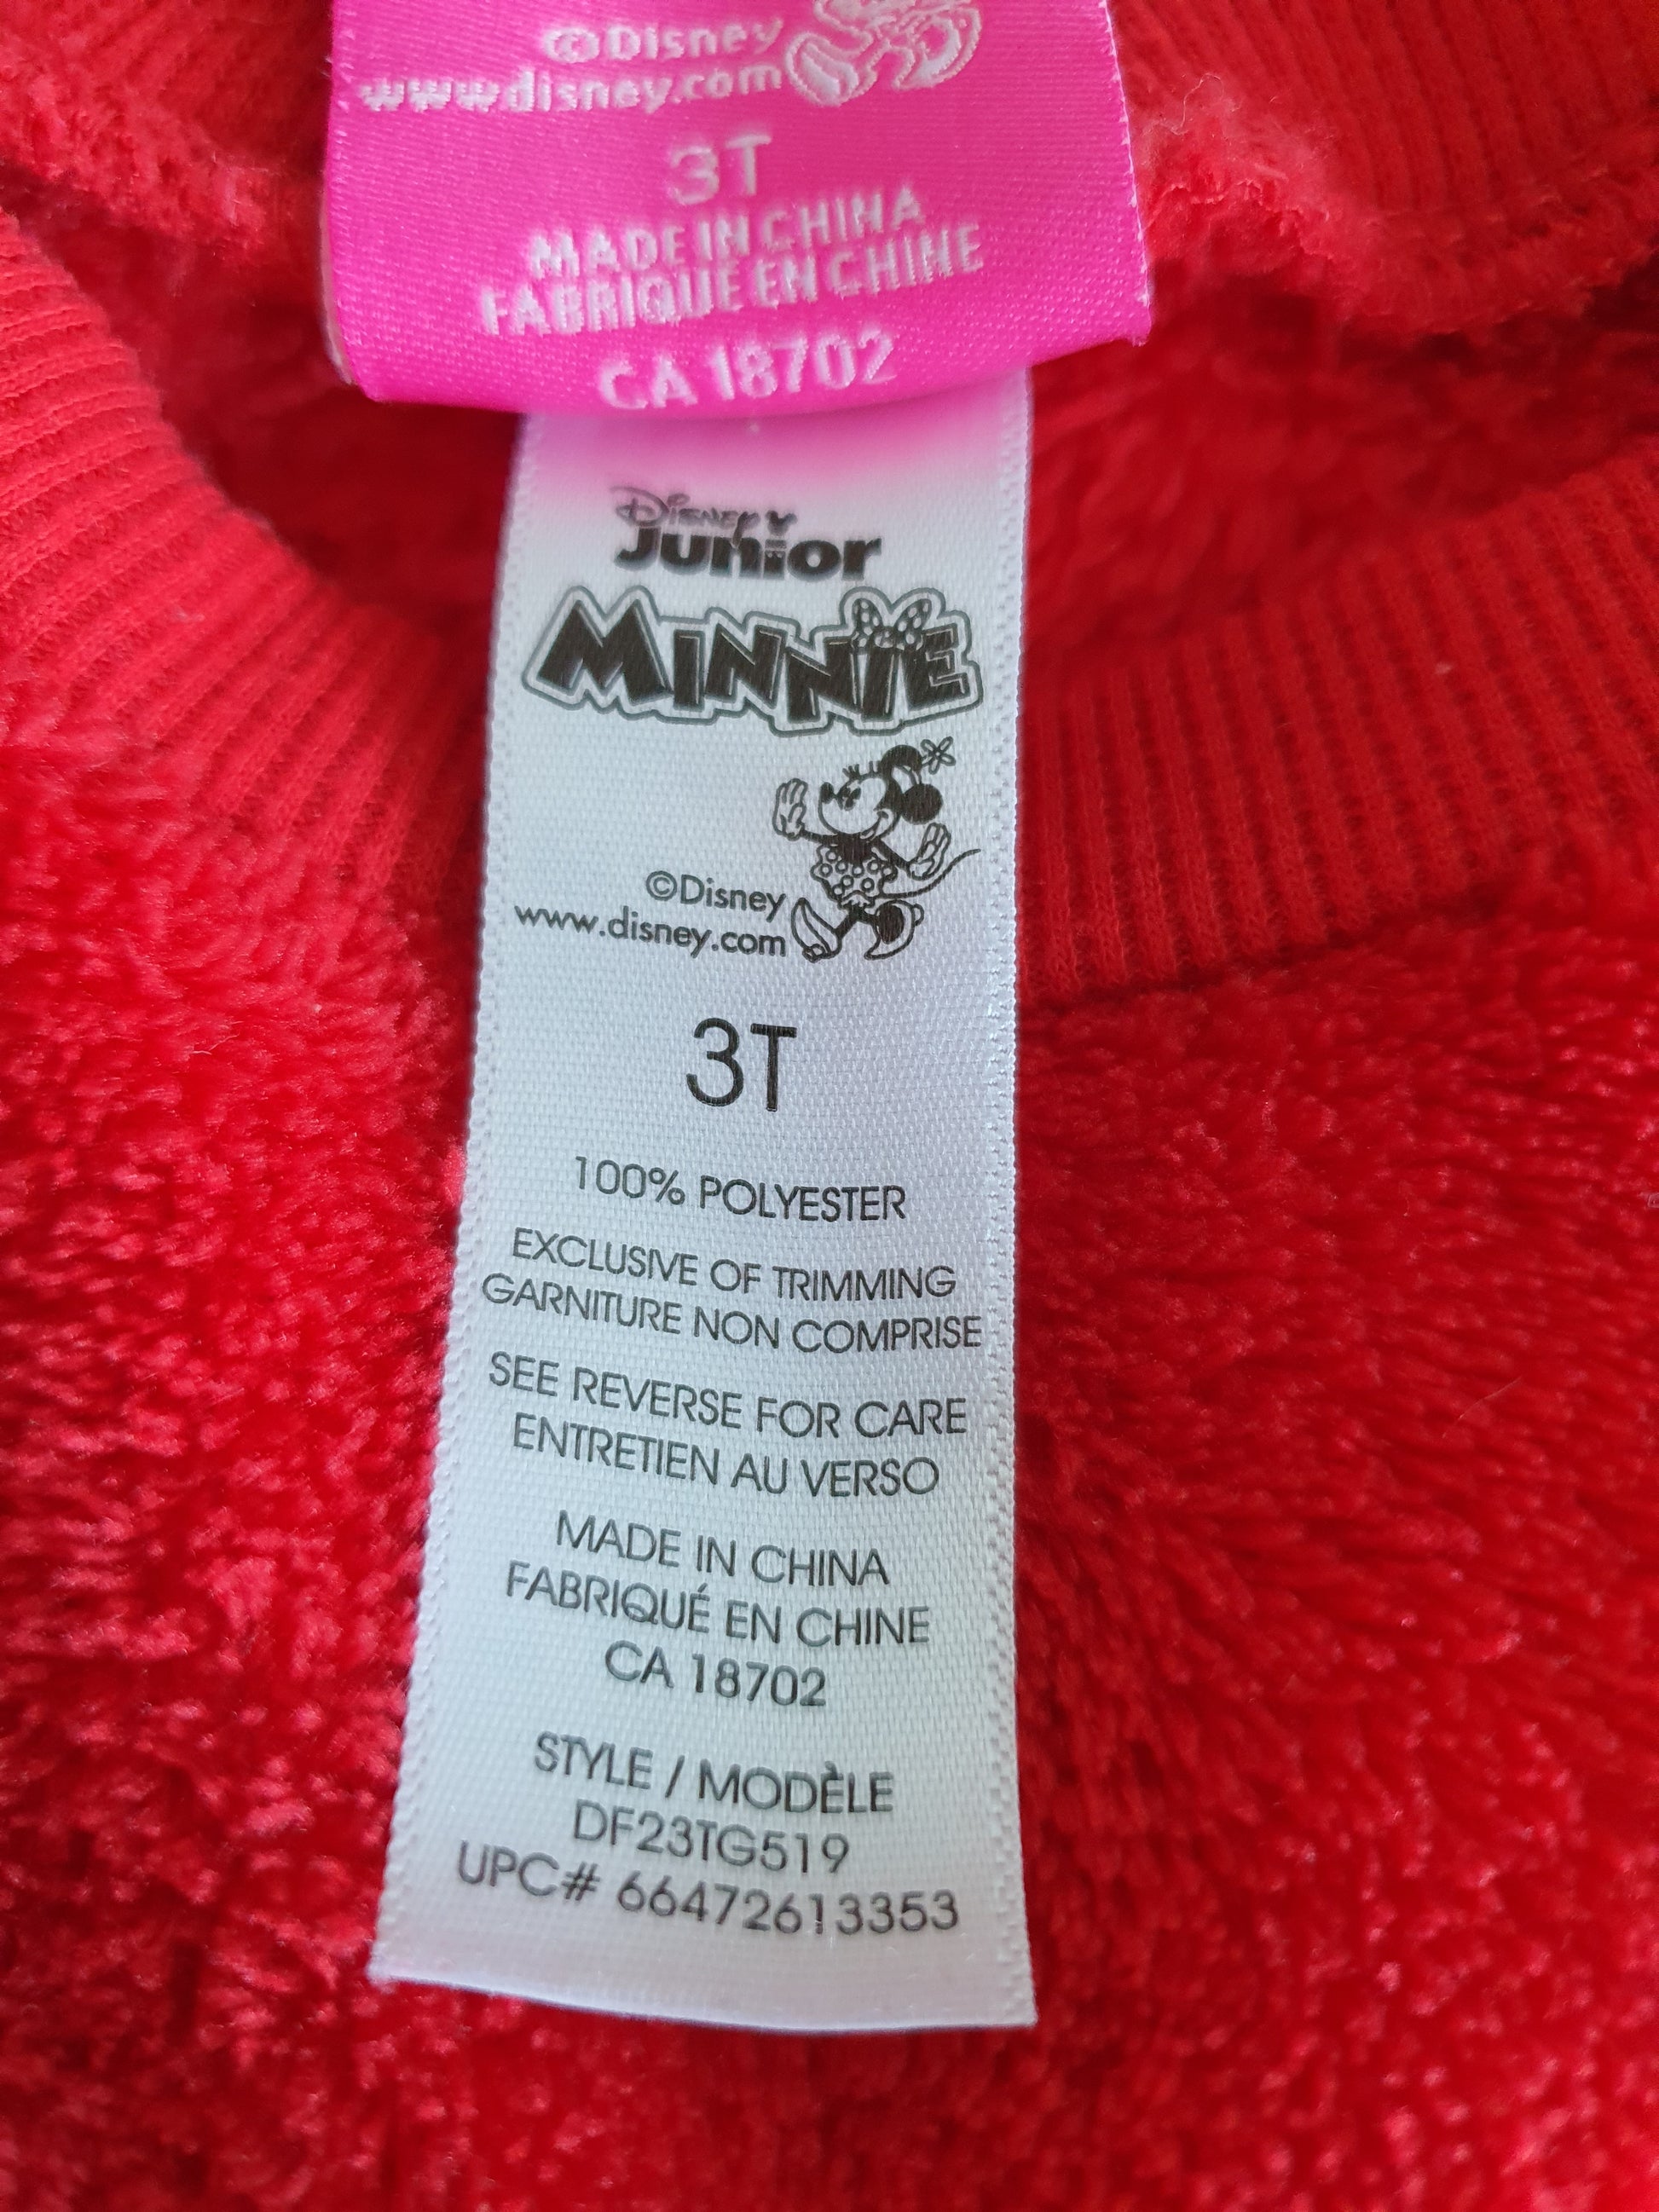 ©Disney
www.disney.com
3T
MADE IN CHINA
FABRIQUE EN CHINE
CA 18702
Disney
Junior
MINNIE
©Disney
www.disney.com
3T
100% POLYESTER
EXCLUSIVE OF TRIMMING
GARNITURE NON COMPRISE
SEE REVERSE FOR CARE
ENTRETIEN AU VERSO
MADE IN CHINA
FABRIQUÉ EN CHINE
CA 18702
STYLE / MODÈLE
DF23TG519
UPC# 66472613353